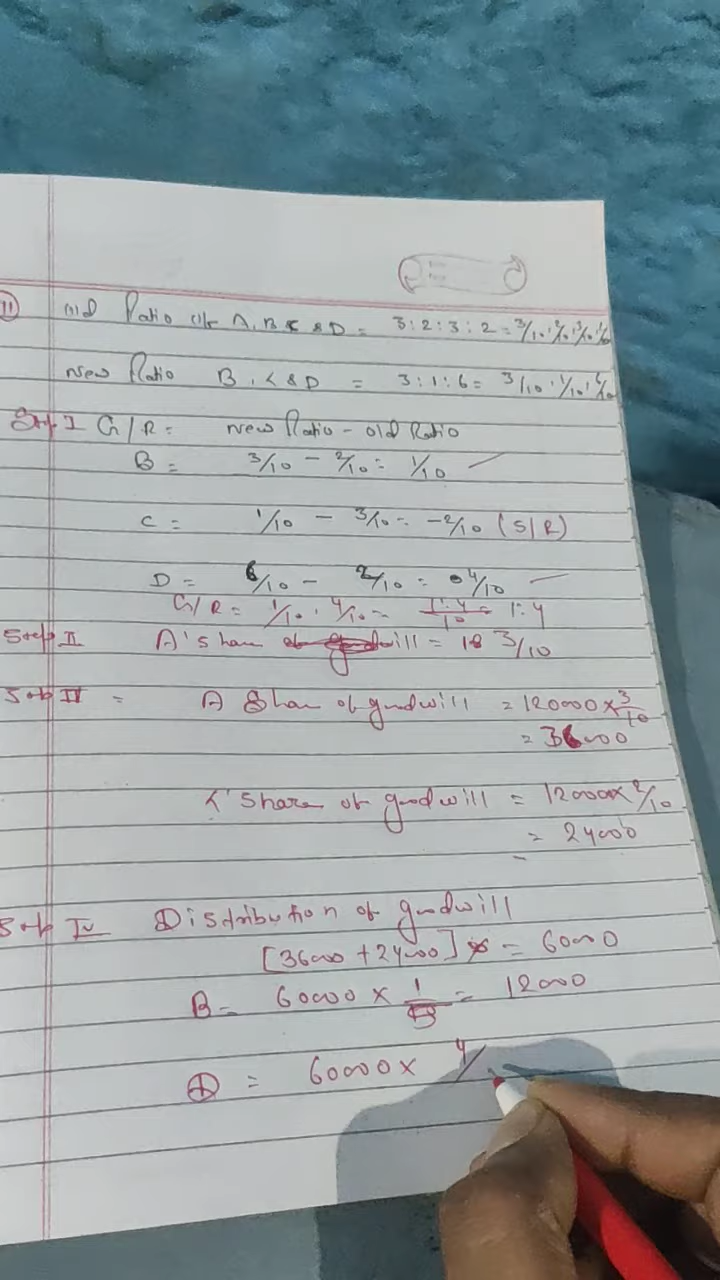 11) old Ratio of A, B C & D = 3:2:3:2 = 3/10, 2/10, 3/10, 2/10
New Ratio B, C & D = 3:1:6 = 3/10, 1/10, 6/10
Step I G/R = New Ratio - old Ratio
B = 3/10 - 2/10 = 1/10
C = 1/10 - 3/10 = -2/10 (S/R)
D = 6/10 - 2/10 = 4/10
G/R = 1/10, 4/10 = 1:4/10 = 1:4
Step II A's share = 3/10
Step III = A Share of goodwill = 120000 x 3/10
= 36000
C' Share of goodwill = 120000 x 2/10
= 24000
Step IV Distribution of goodwill
[36000 + 24000] = 60000
B = 60000 x 1/5 = 12000
D = 60000 x 4/